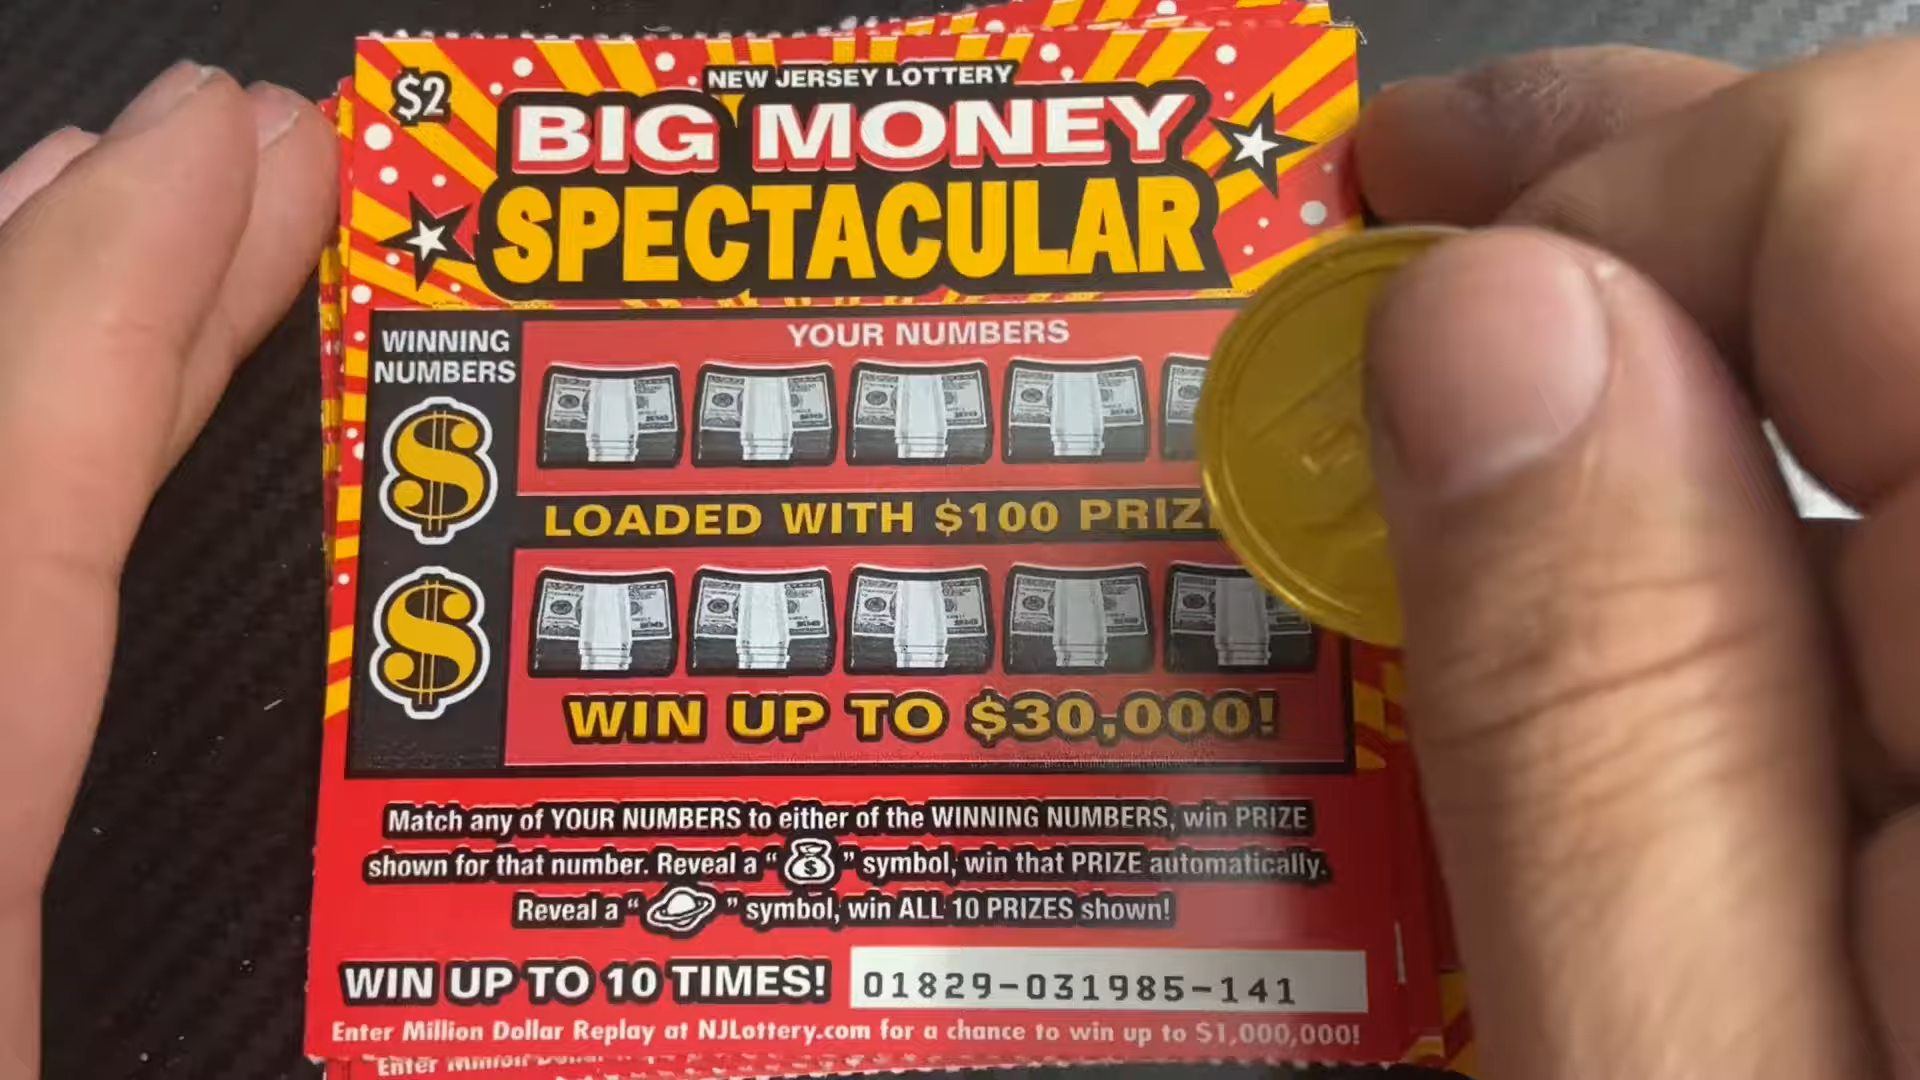 $2
NEW JERSEY LOTTERY
BIG MONEY
SPECTACULAR
WINNING
NUMBERS
YOUR NUMBERS
LOADED WITH $100
WIN UP TO $30,000!
Match any of YOUR NUMBERS to either of the WINNING NUMBERS, win PRIZE
shown for that number. Reveal a “ ” symbol, win that PRIZE automatically.
Reveal a “ ” symbol, win ALL 10 PRIZES shown!
WIN UP TO 10 TIMES!
01829-031985-141
Enter Million Dollar Replay at NJLottery.com for a chance to win up to $1,000,000!
Enter Million